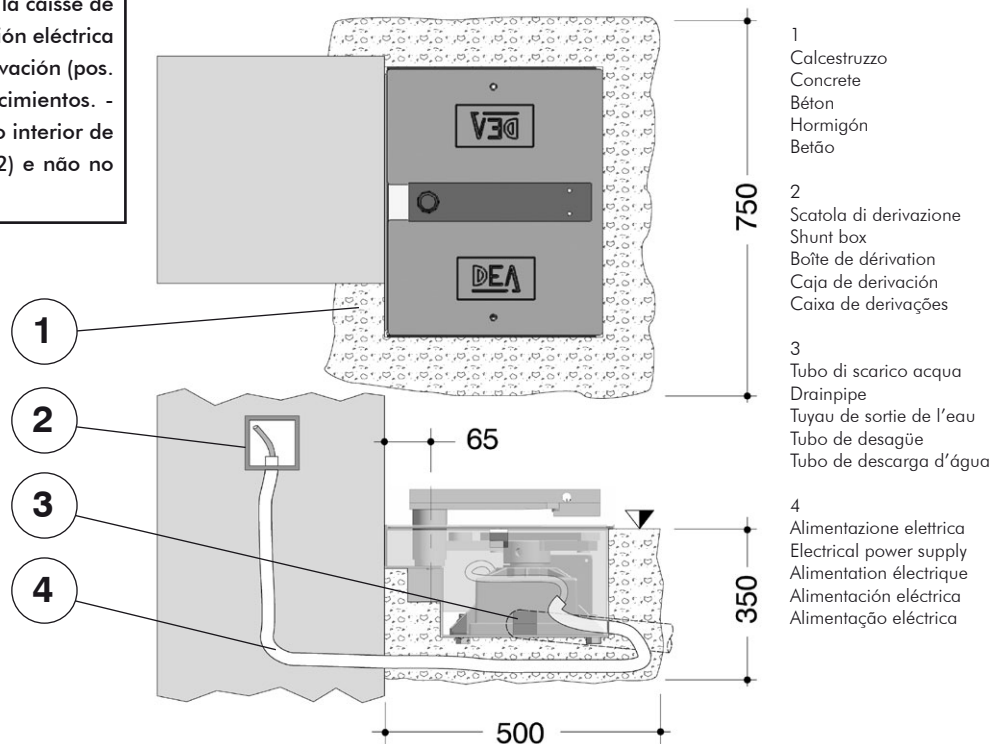 la caisse de
ión eléctrica
vación (pos.
cimientos. -
o interior de
2) e não no
DEA
DEA
750
1
Calcestruzzo
Concrete
Béton
Hormigón
Betão
2
Scatola di derivazione
Shunt box
Boîte de dérivation
Caja de derivación
Caixa de derivações
3
Tubo di scarico acqua
Drainpipe
Tuyau de sortie de l’eau
Tubo de desagüe
Tubo de descarga d’água
4
Alimentazione elettrica
Electrical power supply
Alimentation électrique
Alimentación eléctrica
Alimentação eléctrica
1
2
3
4
65
350
500